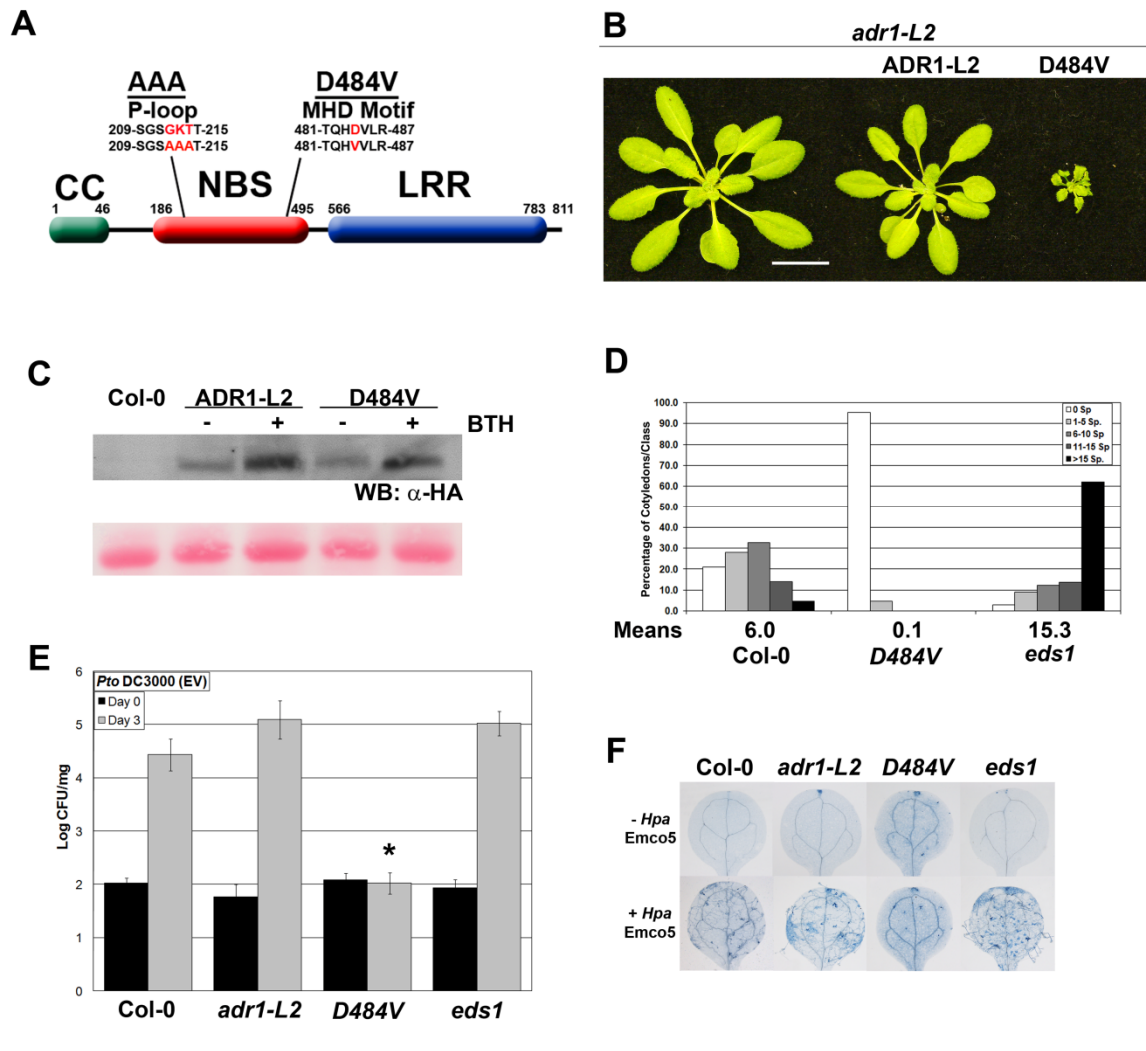 A
AAA
P-loop
209-SGSGKTT-215
209-SGSAAAT-215
D484V
MHD Motif
481-TQHDVLR-487
481-TQHVVLR-487
CC
NBS
LRR
1 46 186 495 566 783 811
B
adr1-L2
ADR1-L2 D484V
C
Col-0 ADR1-L2 D484V
- + - + BTH
WB: α-HA
D
Percentage of Cotyledons/Class
100.0
90.0
80.0
70.0
60.0
50.0
40.0
30.0
20.0
10.0
0.0
0 Sp
1-5 Sp.
6-10 Sp
11-15 Sp
>15 Sp.
Means 6.0 0.1 15.3
Col-0 D484V eds1
E
Log CFU/mg
6
5
4
3
2
1
0
Pto DC3000 (EV)
Day 0
Day 3
*
Col-0 adr1-L2 D484V eds1
F
Col-0 adr1-L2 D484V eds1
- Hpa
Emco5
+ Hpa
Emco5